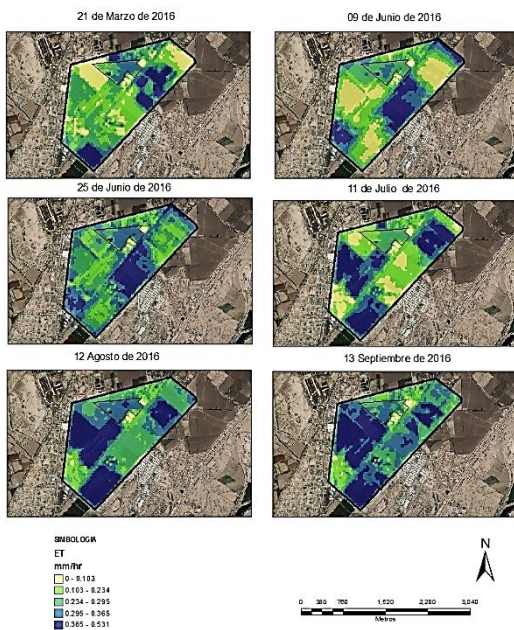 21 de Marzo de 2016
09 de Junio de 2016
25 de Junio de 2016
11 de Julio de 2016
12 Agosto de 2016
13 Septiembre de 2016
SIMBOLOGIA
ET
mm/hr
0 - 0.103
0.103 - 0.234
0.234 - 0.295
0.295 - 0.365
0.365 - 0.531
N
0 380 760 1,520 2,280 3,040
Metros